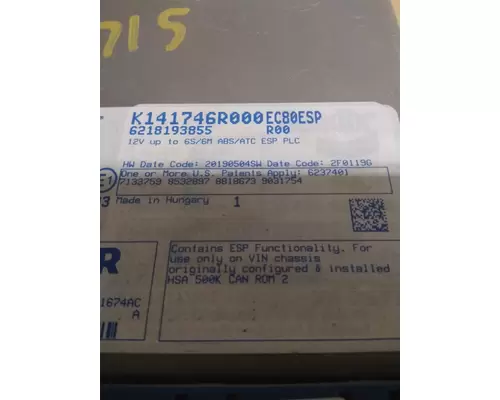 715
K141746R000 EC80ESP
6218193855 R00
12V up to 6S/6M ABS/ATC ESP PLC
HW Date Code: 20190504SW Date Code: 2F0119G
One or More U.S. Patents Apply: 6237401
7133759 8532897 8818673 9031754
Made in Hungary 1
Contains ESP Functionality. For
use only on VIN chassis
originally configured & installed
HSA 500K CAN ROM 2
R
1674AC
A